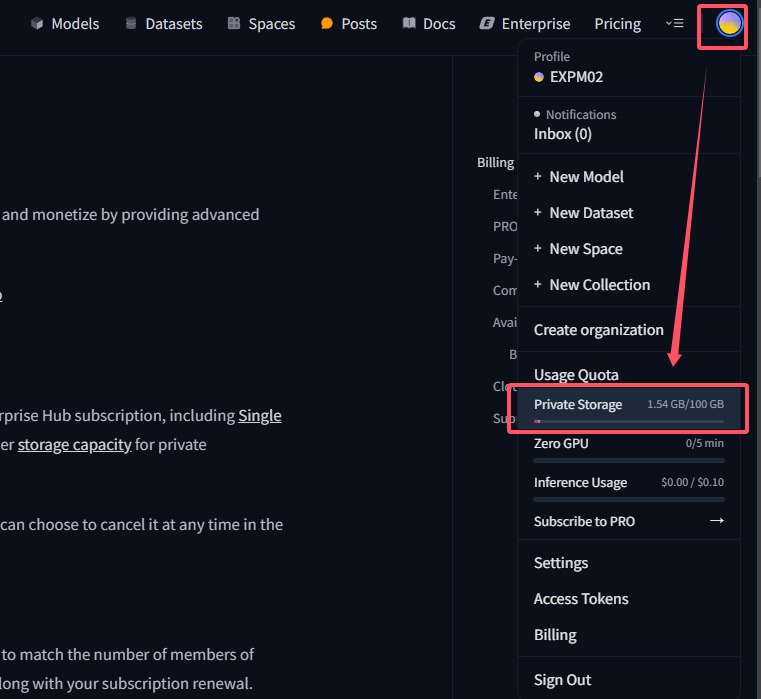 Models Datasets Spaces Posts Docs Enterprise Pricing
Profile
EXPM02
Notifications
Inbox (0)
+ New Model
+ New Dataset
+ New Space
+ New Collection
Create organization
Usage Quota
Private Storage 1.54 GB/100 GB
Zero GPU 0/5 min
Inference Usage $0.00 / $0.10
Subscribe to PRO →
Settings
Access Tokens
Billing
Sign Out
Billing
Ente
PRO
Pay-
Com
Avai
B
Clo
Sup
and monetize by providing advanced
rprise Hub subscription, including Single
er storage capacity for private
can choose to cancel it at any time in the
to match the number of members of
long with your subscription renewal.